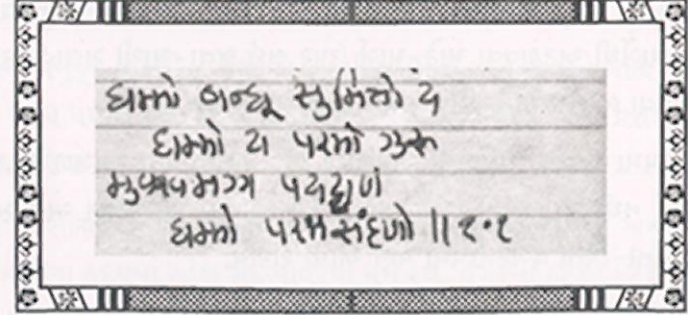 ધમ્મો બન્ધૂ સુમિત્તો ય
ધમ્મો ય પરમો ગુરુ
મુક્ખમગ્ગ પયટ્ટાણં
ધમ્મો પરમસંદણો ||